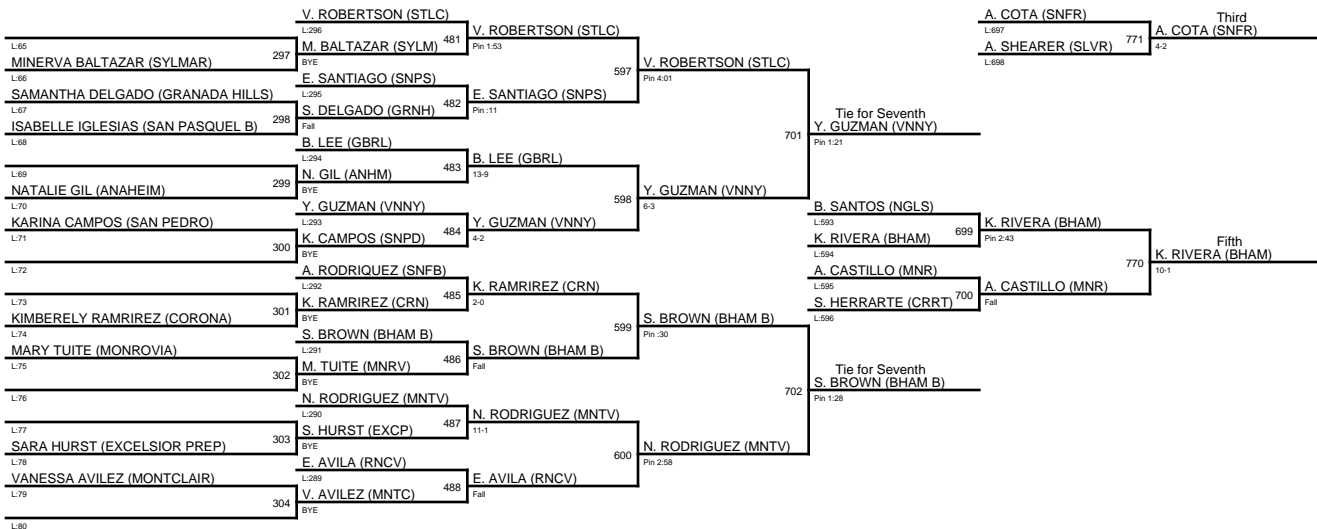 V. ROBERTSON (STLC)
L:296
L:65
297
M. BALTAZAR (SYLM)
481
V. ROBERTSON (STLC)
Pin 1:53
MINERVA BALTAZAR (SYLMAR)
BYE
L:66
597
V. ROBERTSON (STLC)
Pin 4:01
E. SANTIAGO (SNPS)
L:295
SAMANTHA DELGADO (GRANADA HILLS)
L:67
298
S. DELGADO (GRNH)
482
E. SANTIAGO (SNPS)
Pin :11
Fall
ISABELLE IGLESIAS (SAN PASQUEL B)
L:68
701
Tie for Seventh
Y. GUZMAN (VNNY)
Pin 1:21
B. LEE (GBRL)
L:294
L:69
299
N. GIL (ANHM)
483
B. LEE (GBRL)
13-9
NATALIE GIL (ANAHEIM)
BYE
L:70
598
Y. GUZMAN (VNNY)
6-3
Y. GUZMAN (VNNY)
L:293
KARINA CAMPOS (SAN PEDRO)
L:71
300
K. CAMPOS (SNPD)
484
Y. GUZMAN (VNNY)
4-2
BYE
L:72
A. RODRIQUEZ (SNFB)
L:292
L:73
301
K. RAMRIREZ (CRN)
485
K. RAMRIREZ (CRN)
2-0
KIMBERELY RAMRIREZ (CORONA)
BYE
L:74
599
S. BROWN (BHAM B)
Pin :30
S. BROWN (BHAM B)
L:291
MARY TUITE (MONROVIA)
L:75
302
M. TUITE (MNRV)
486
S. BROWN (BHAM B)
Fall
BYE
L:76
702
Tie for Seventh
S. BROWN (BHAM B)
Pin 1:28
N. RODRIGUEZ (MNTV)
L:290
L:77
303
S. HURST (EXCP)
487
N. RODRIGUEZ (MNTV)
11-1
SARA HURST (EXCELSIOR PREP)
BYE
L:78
600
N. RODRIGUEZ (MNTV)
Pin 2:58
E. AVILA (RNCV)
L:289
VANESSA AVILEZ (MONTCLAIR)
L:79
304
V. AVILEZ (MNTC)
488
E. AVILA (RNCV)
Fall
BYE
L:80
A. COTA (SNFR)
L:697
A. SHEARER (SLVR)
L:698
771
Third
A. COTA (SNFR)
4-2
B. SANTOS (NGLS)
L:593
K. RIVERA (BHAM)
L:594
699
K. RIVERA (BHAM)
Pin 2:43
A. CASTILLO (MNR)
L:595
S. HERRARTE (CRRT)
L:596
700
A. CASTILLO (MNR)
Fall
770
Fifth
K. RIVERA (BHAM)
10-1